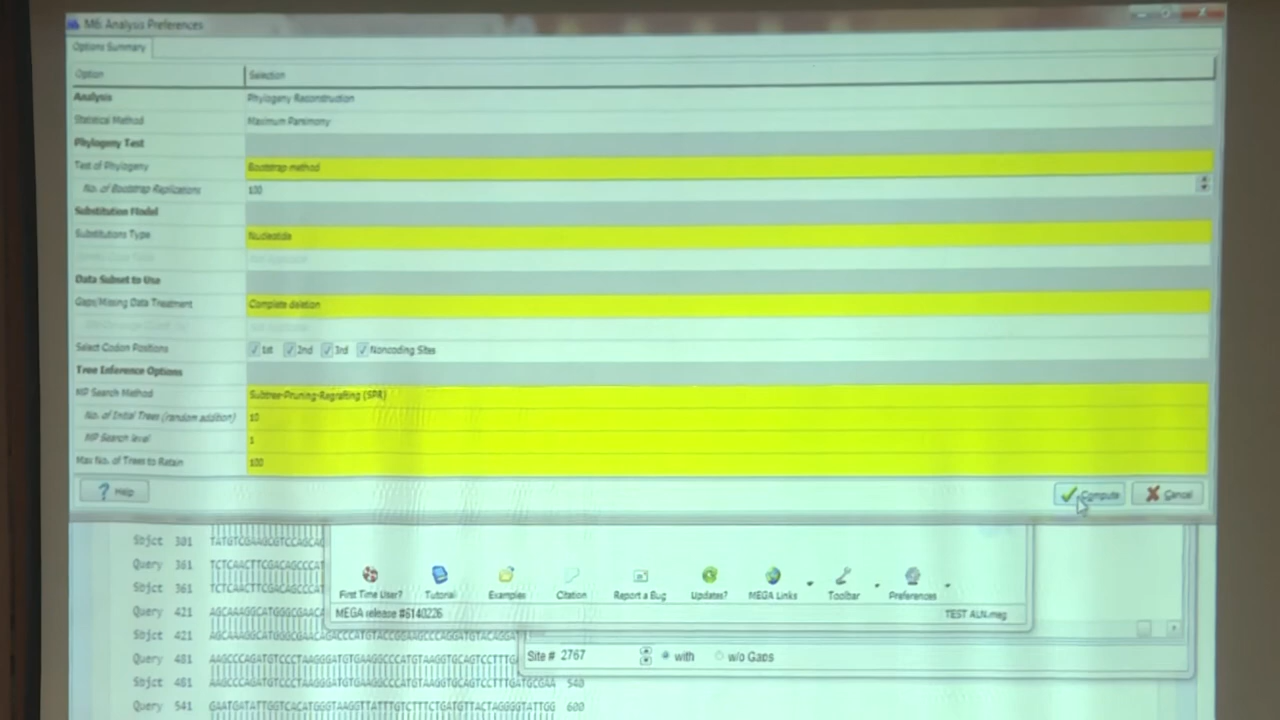 M6: Analysis Preferences
Options Summary
Option Selection
Analysis Phylogeny Reconstruction
Statistical Method Maximum Parsimony
Phylogeny Test
Test of Phylogeny Bootstrap method
No. of Bootstrap Replications 100
Substitution Model
Substitutions Type Nucleotide
Data Subset to Use
Gaps/Missing Data Treatment Complete deletion
Select Codon Positions 1st 2nd 3rd Noncoding Sites
Tree Inference Options
MP Search Method Subtree-Pruning-Regrafting (SPR)
No. of Initial Trees (random addition) 10
MP Search level 1
Max No. of Trees to Retain 100
? Help Compute Cancel
Sbjct 301
Query 361 TCTCAACTTCGACAGCCCAT
Sbjct 361 TCTCAACTTCGACAGCCCAT
First Time User? Tutorial Examples Citation Report a Bug Updates? MEGA Links Toolbar Preferences
Query 421 AGCAAAGGCATGGGCGAACA
MEGA release #6140226 TEST ALN.meg
Sbjct 421
Query 481
Site # 2767 with w/o Gaps
Sbjct 481 540
Query 541 600